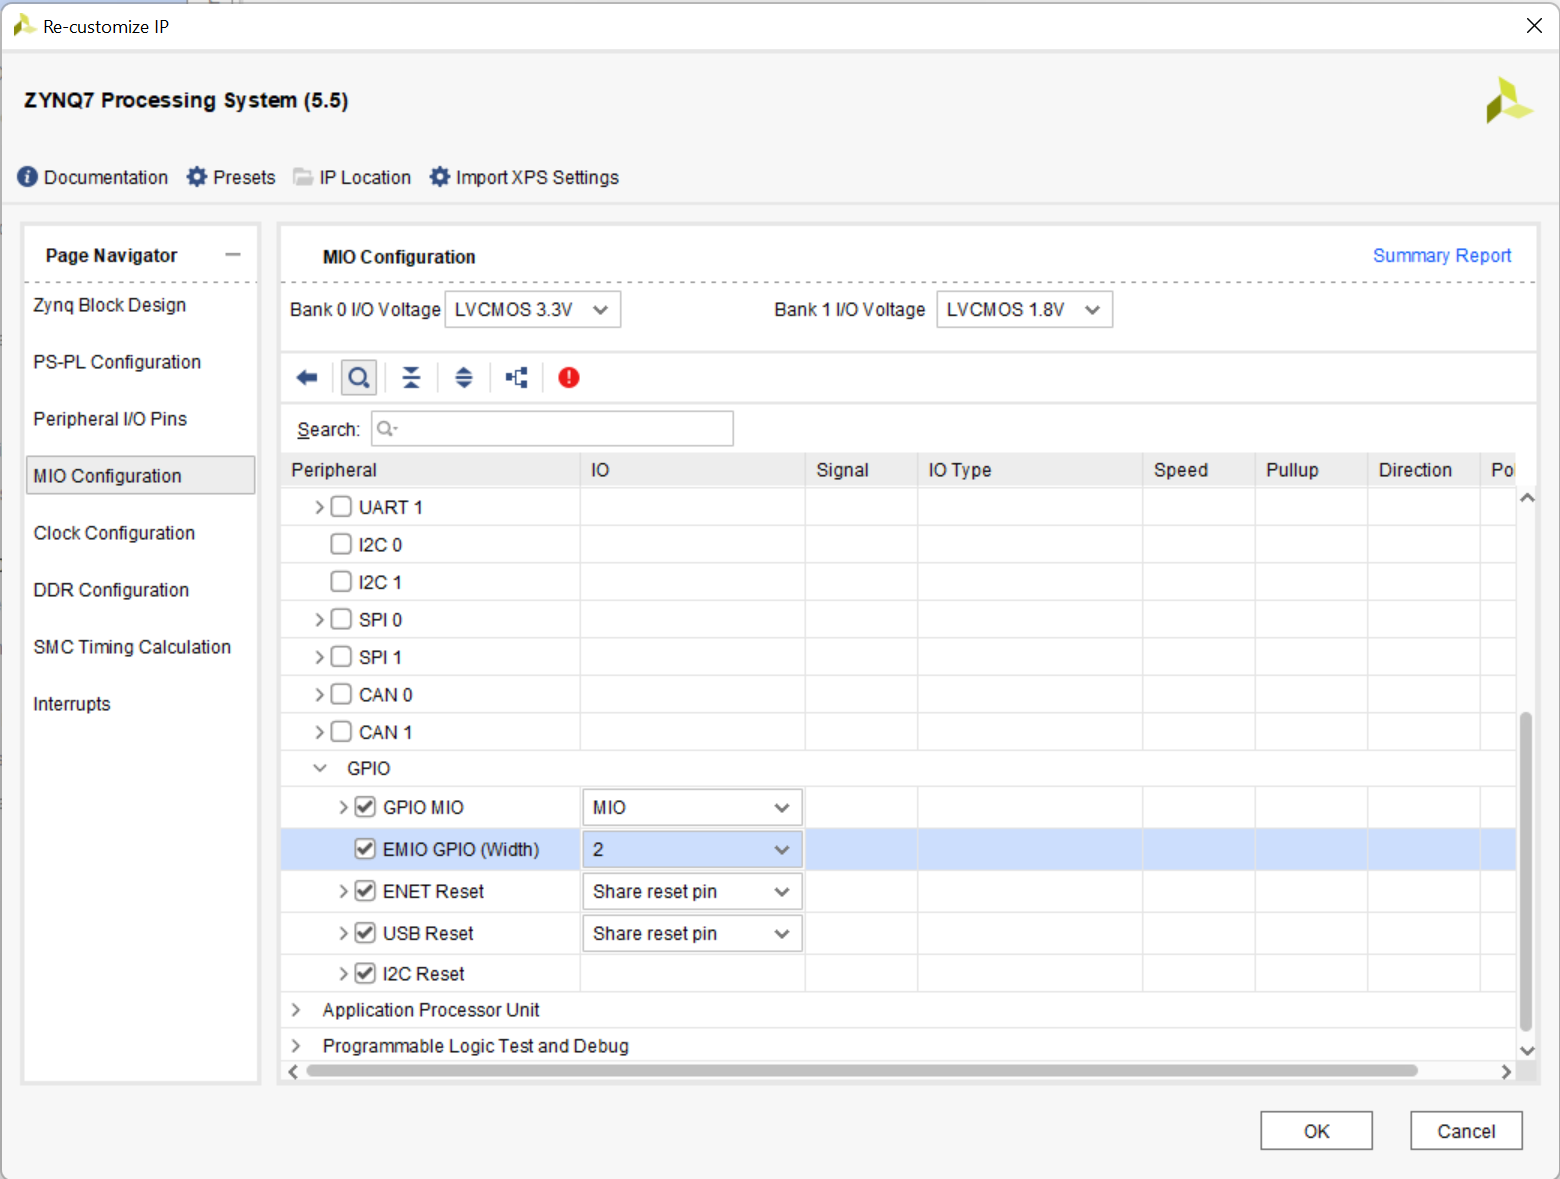 Re-customize IP
ZYNQ7 Processing System (5.5)
Documentation Presets IP Location Import XPS Settings
Page Navigator
Zynq Block Design
PS-PL Configuration
Peripheral I/O Pins
MIO Configuration
Clock Configuration
DDR Configuration
SMC Timing Calculation
Interrupts
MIO Configuration Summary Report
Bank 0 I/O Voltage LVCMOS 3.3V Bank 1 I/O Voltage LVCMOS 1.8V
Search:
Peripheral IO Signal IO Type Speed Pullup Direction Pol
UART 1
I2C 0
I2C 1
SPI 0
SPI 1
CAN 0
CAN 1
GPIO
GPIO MIO MIO
EMIO GPIO (Width) 2
ENET Reset Share reset pin
USB Reset Share reset pin
I2C Reset
Application Processor Unit
Programmable Logic Test and Debug
OK Cancel